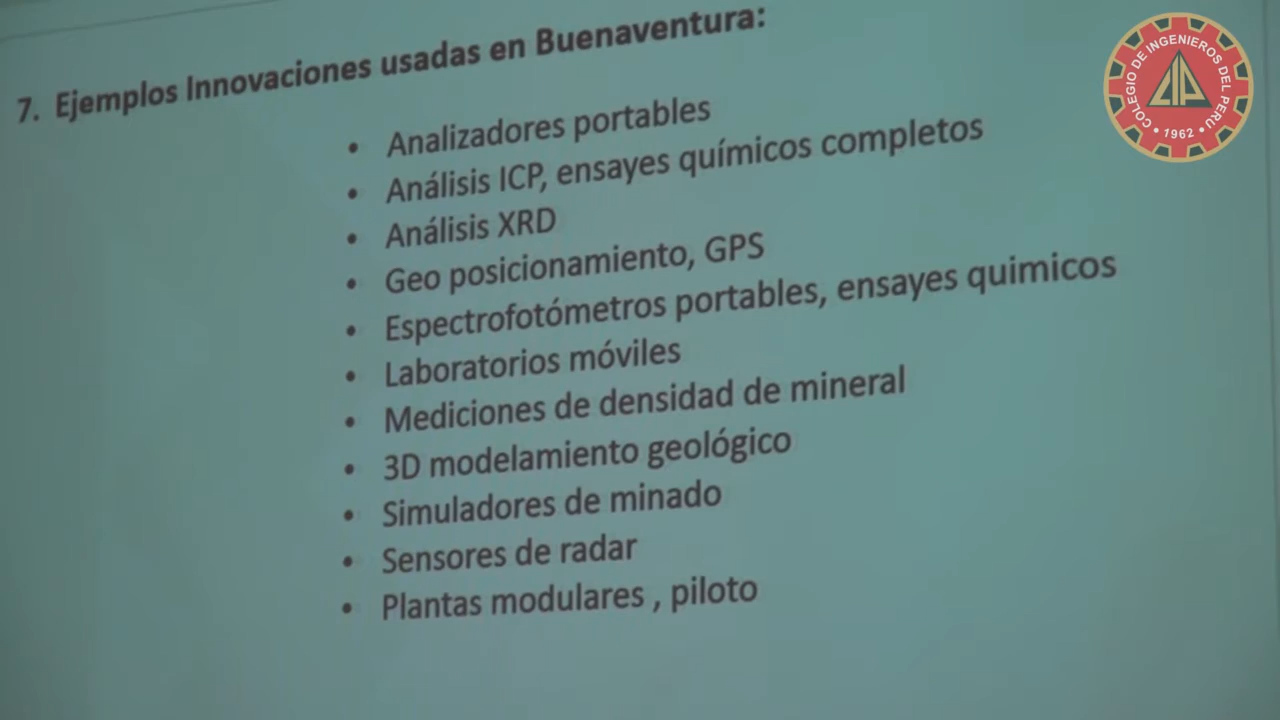 7. Ejemplos Innovaciones usadas en Buenaventura:
• Analizadores portables
• Análisis ICP, ensayes químicos completos
• Análisis XRD
• Geo posicionamiento, GPS
• Espectrofotómetros portables, ensayes quimicos
• Laboratorios móviles
• Mediciones de densidad de mineral
• 3D modelamiento geológico
• Simuladores de minado
• Sensores de radar
• Plantas modulares , piloto
COLEGIO DE INGENIEROS DEL PERU
CIP
• 1962 •